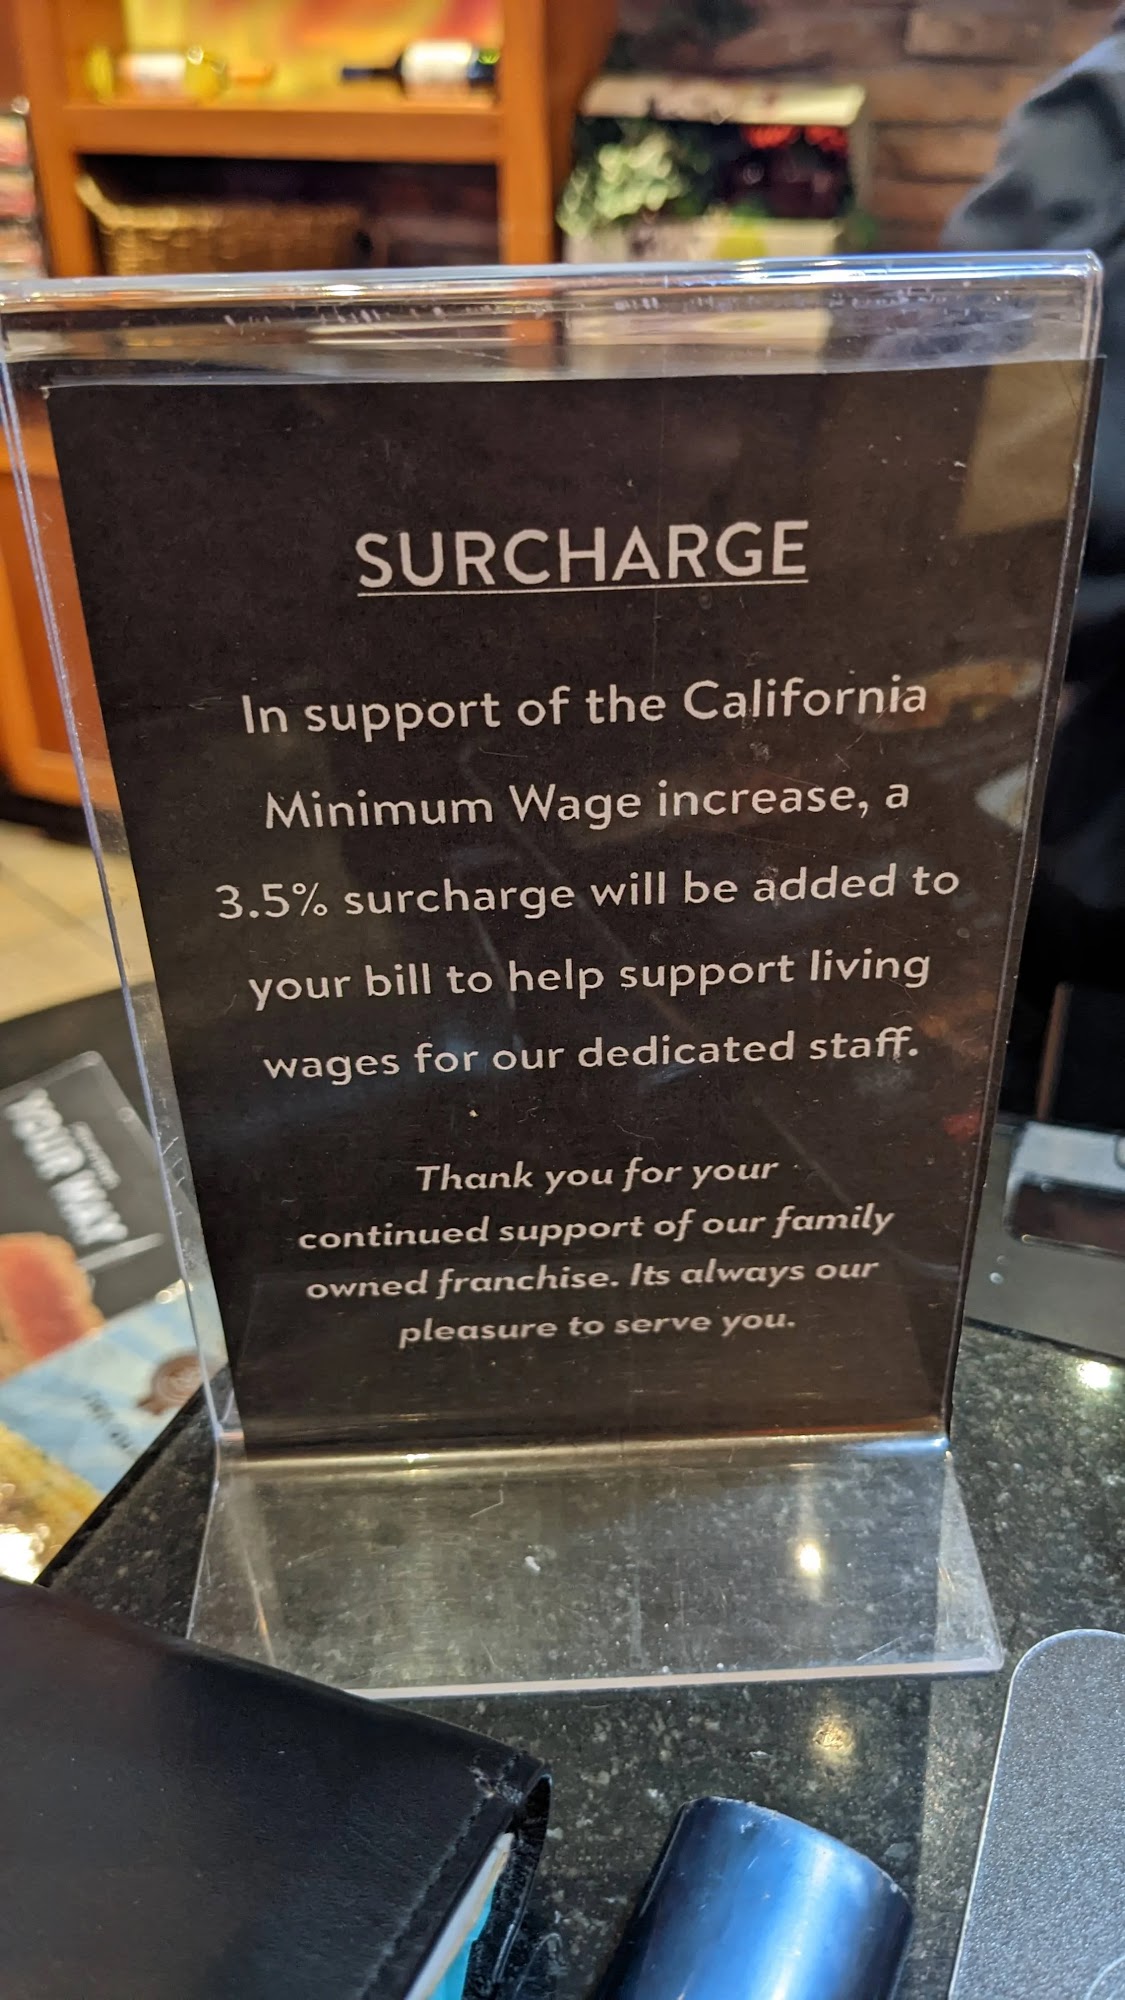 SURCHARGE
In support of the California
Minimum Wage increase, a
3.5% surcharge will be added to
your bill to help support living
wages for our dedicated staff.
Thank you for your
continued support of our family
owned franchise. Its always our
pleasure to serve you.
YOUR WAY